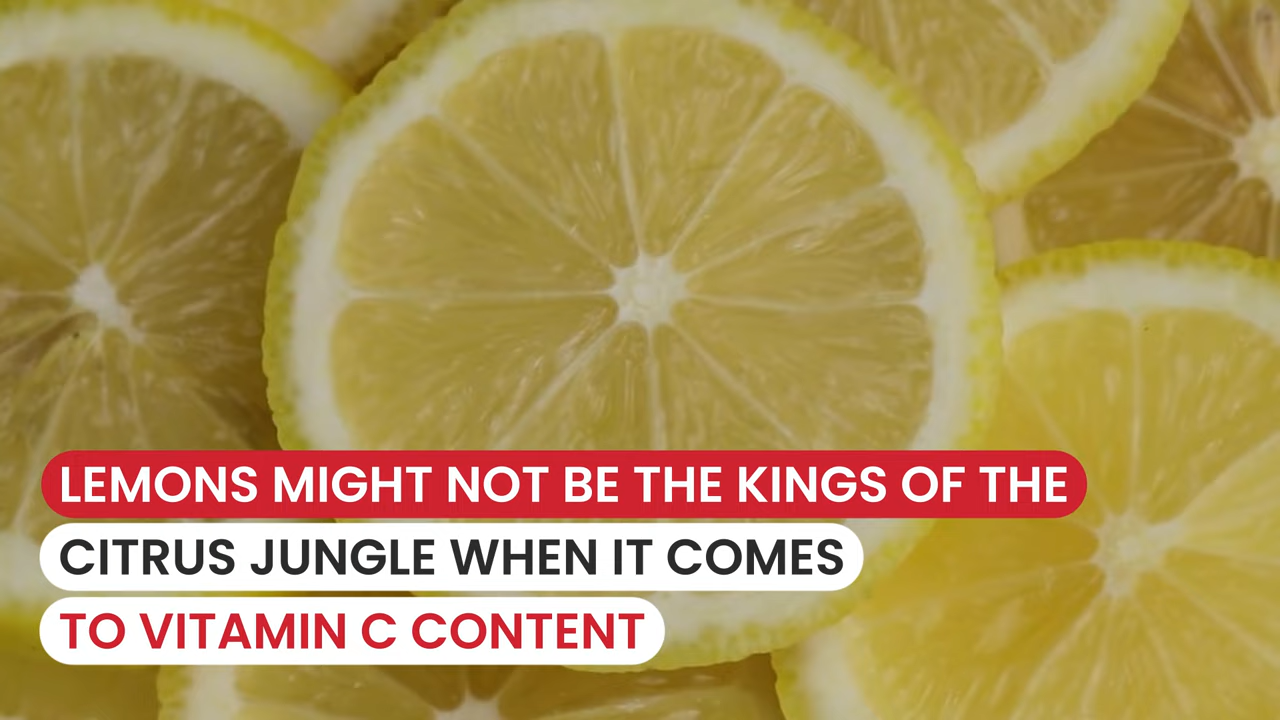 LEMONS MIGHT NOT BE THE KINGS OF THE
CITRUS JUNGLE WHEN IT COMES
TO VITAMIN C CONTENT